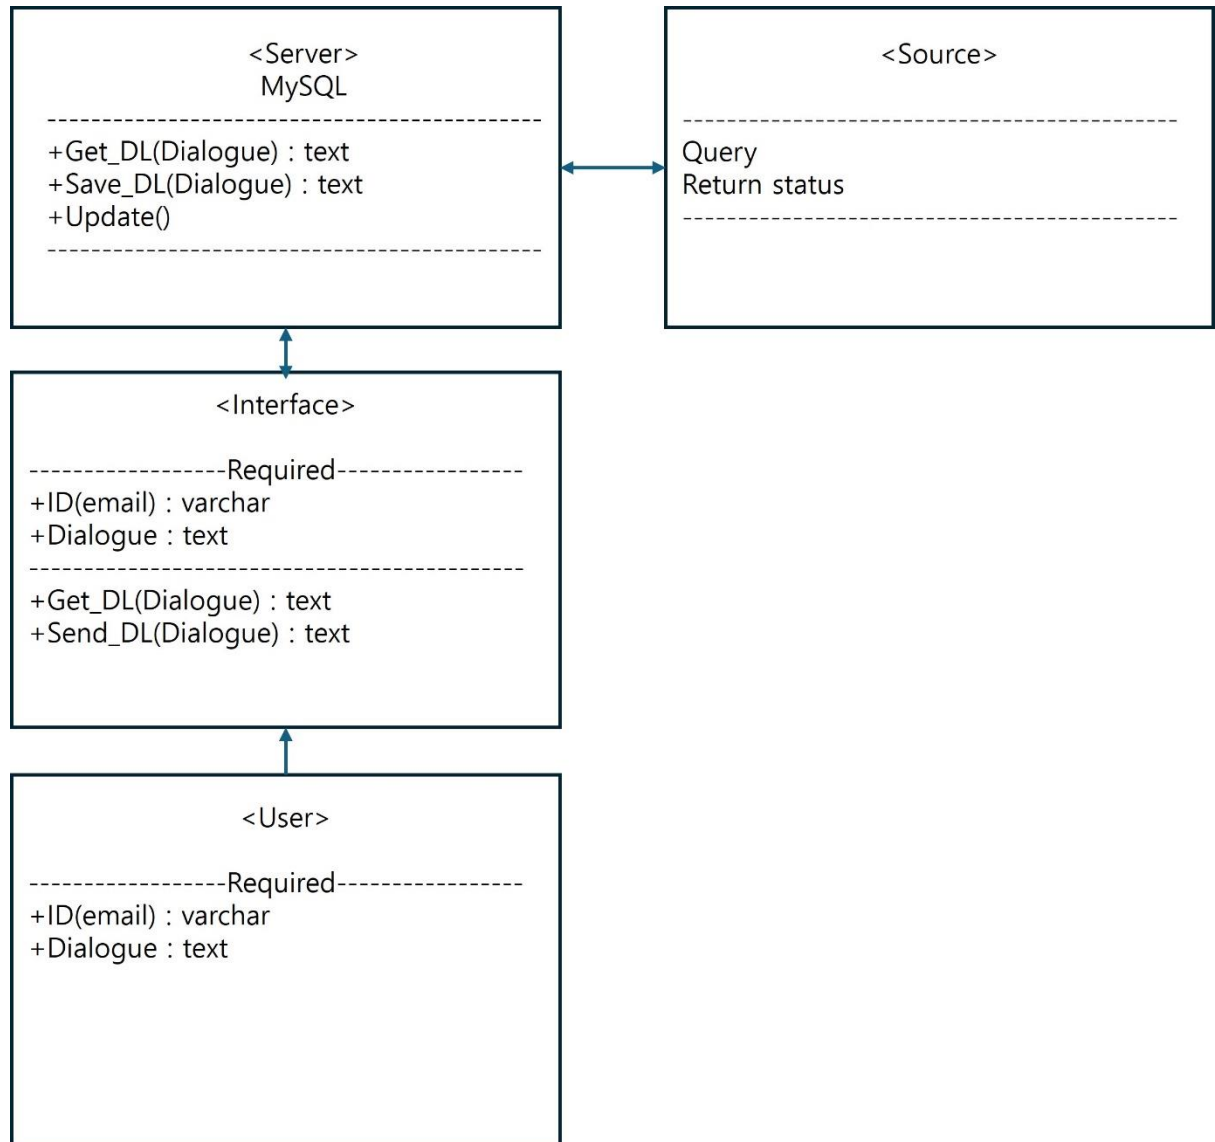 <Server>
MySQL
+Get_DL(Dialogue) : text
+Save_DL(Dialogue) : text
+Update()
<Source>
Query
Return status
<Interface>
------------------Required-----------------
+ID(email) : varchar
+Dialogue : text
+Get_DL(Dialogue) : text
+Send_DL(Dialogue) : text
<User>
------------------Required-----------------
+ID(email) : varchar
+Dialogue : text